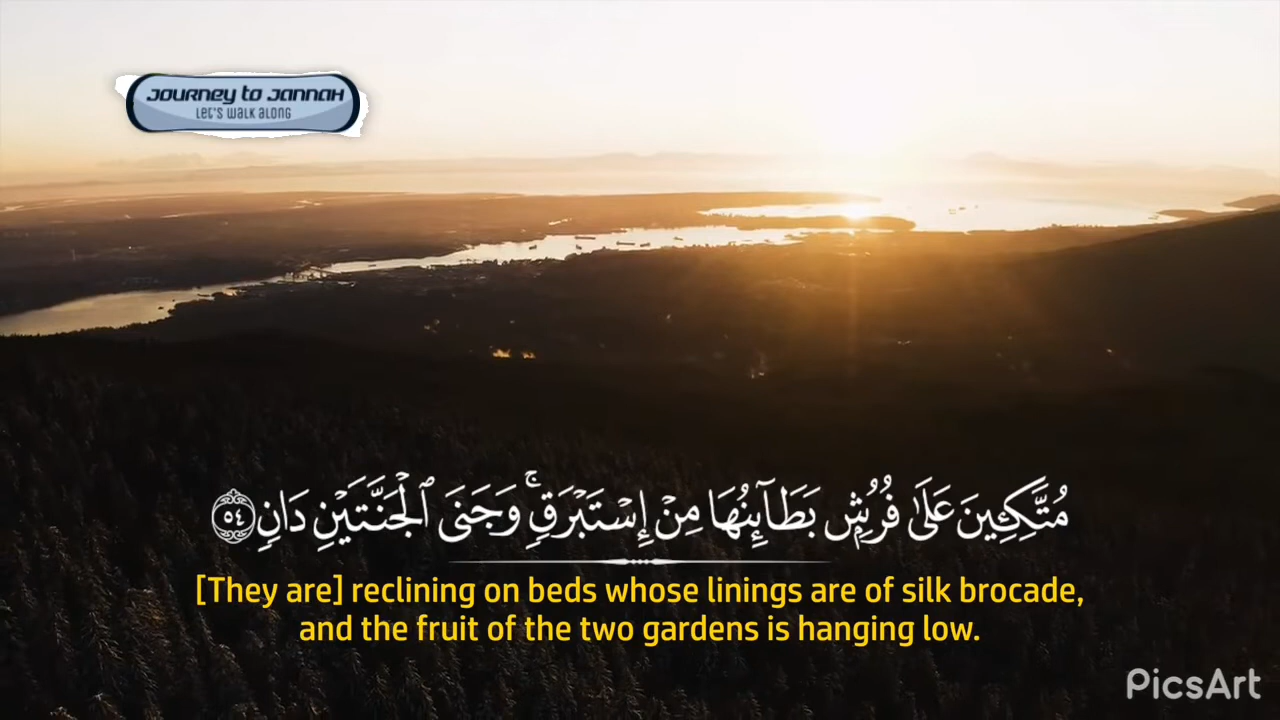 Journey to Jannah
Let's walk along
مُتَّكِـِٔينَ عَلَىٰ فُرُشٍۭ بَطَآئِنُهَا مِنْ إِسْتَبْرَقٍۚ وَجَنَى ٱلْجَنَّتَيْنِ دَانٍ ٥٤
[They are] reclining on beds whose linings are of silk brocade,
and the fruit of the two gardens is hanging low.
PicsArt